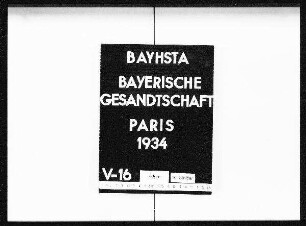 BAYHSTA
BAYERISCHE
GESANDTSCHAFT
PARIS
1934
V-16